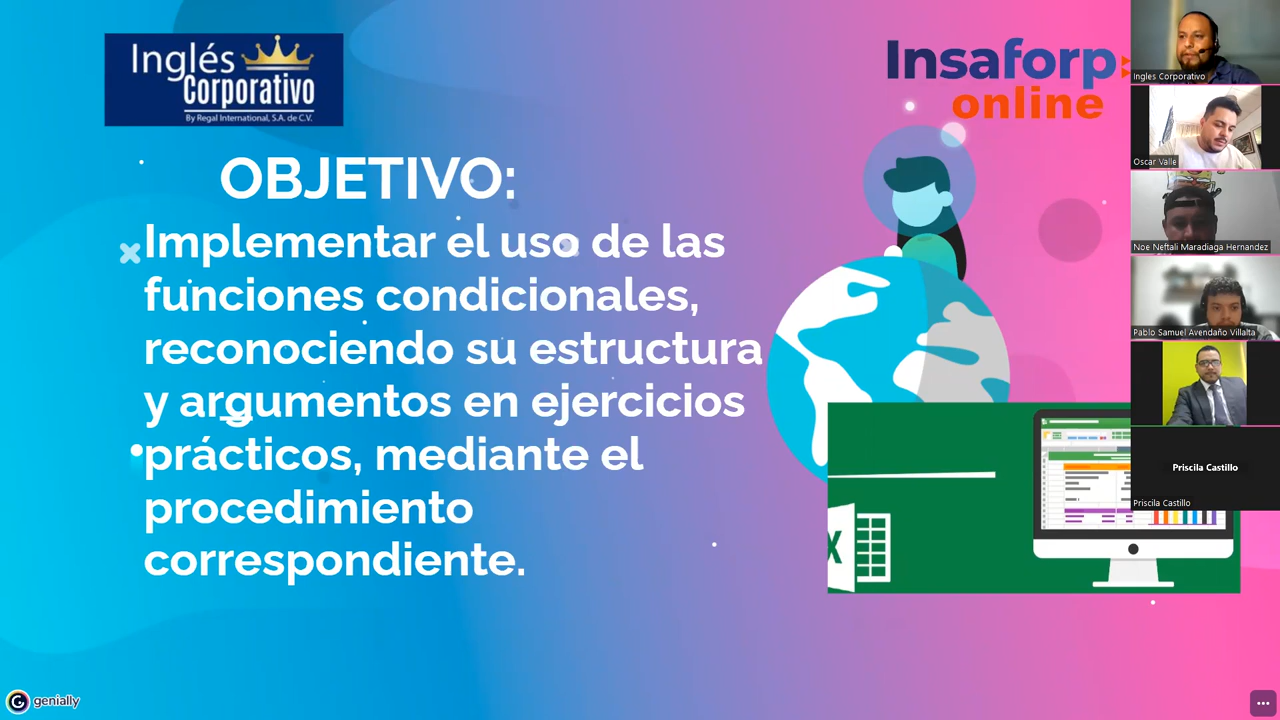 Inglés
Corporativo
By Regal International, S.A. de C.V.
Insaforp
online
OBJETIVO:
Implementar el uso de las
funciones condicionales,
reconociendo su estructura
y argumentos en ejercicios
prácticos, mediante el
procedimiento
correspondiente.
X
genially
Ingles Corporativo
Oscar Valle
Noe Neftali Maradiaga Hernandez
Pablo Samuel Avendaño Villalta
Priscila Castillo
Priscila Castillo